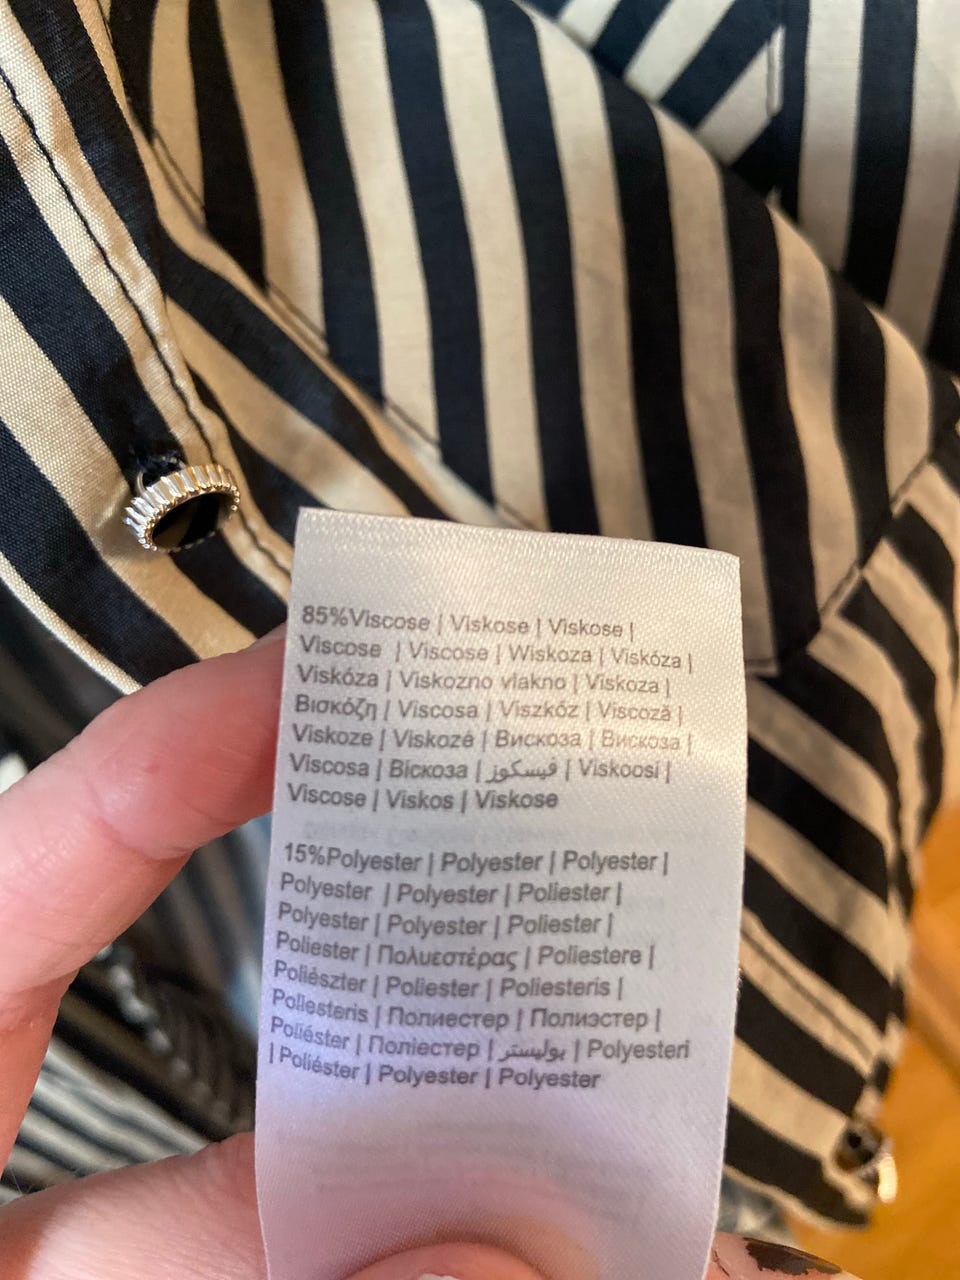 85%Viscose | Viskose | Viskose |
Viscose | Viscose | Wiskoza | Viskóza |
Viskóza | Viskozno vlakno | Viskoza |
Βισκόζη | Viscosa | Viszkóz | Viscoză |
Viskoze | Viskozė | Вискоза | Вискоза |
Viscosa | Віскоза | فيسكوز | Viskoosi |
Viscose | Viskos | Viskose
15%Polyester | Polyester | Polyester |
Polyester | Polyester | Poliester |
Polyester | Polyester | Poliester |
Poliester | Πολυεστέρας | Poliestere |
Poliészter | Poliester | Poliesteris |
Poliesteris | Полиестер | Полиэстер |
Poliéster | Поліестер | بوليستر | Polyesteri
| Poliéster | Polyester | Polyester